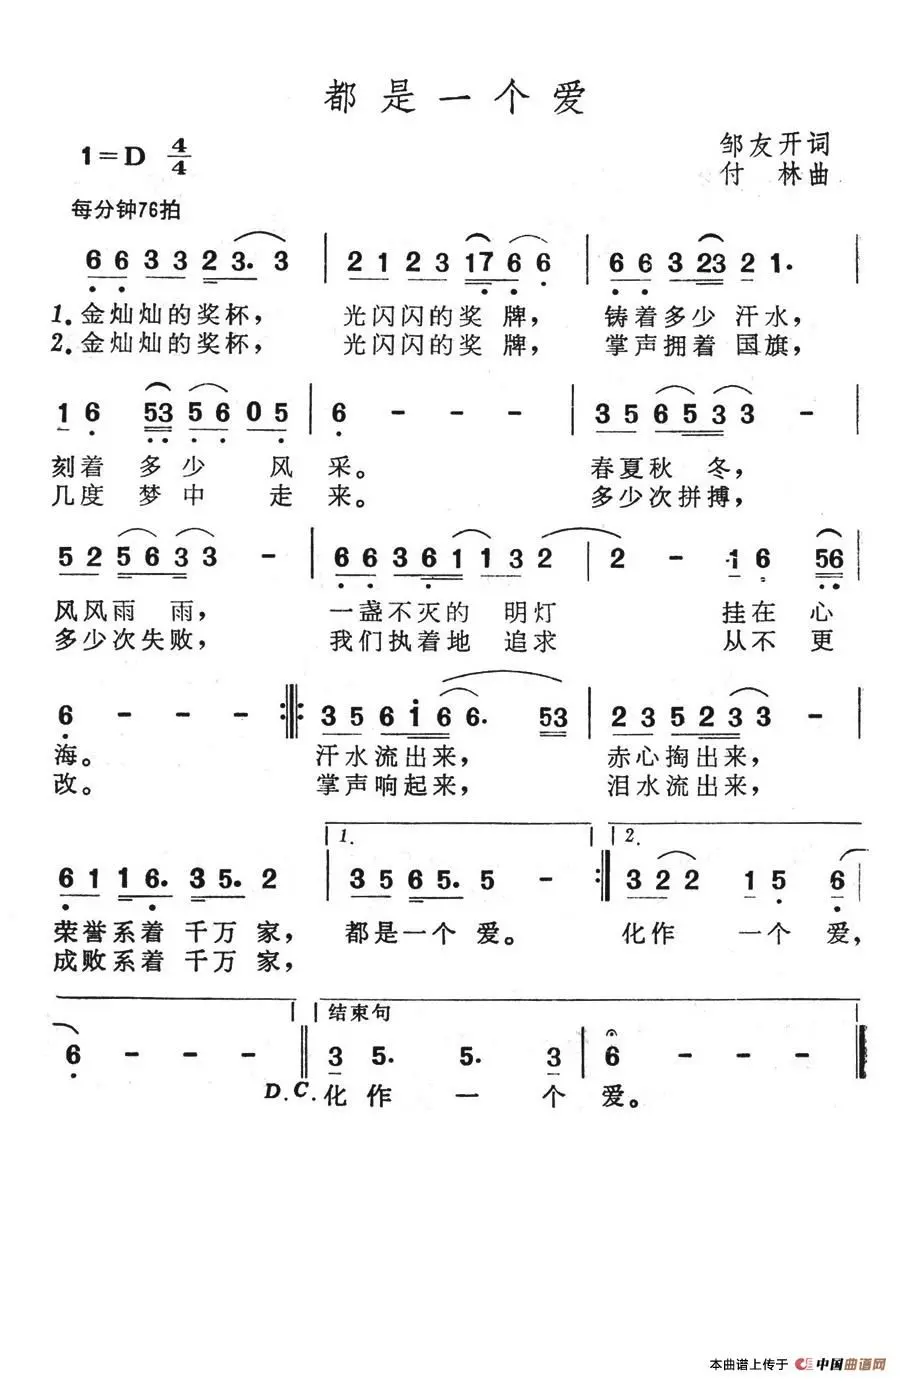 都是一个爱
1=D 4/4
邹友开词
付 林曲
每分钟76拍
6 6 3 3 2 3. 3 | 2 1 2 3 17 6 6 | 6 6 3 23 2 1. |
1.金灿灿的奖杯, 光闪闪的奖 牌, 铸着多少 汗水,
2.金灿灿的奖杯, 光闪闪的奖 牌, 掌声拥着 国旗,
1 6 53 5 6 0 5 | 6 - - - | 3 5 6 5 3 3 -
刻着 多少 风 采。 春夏秋 冬,
几度 梦中 走 来。 多少次拼搏,
5 2 5 6 3 3 - | 6 6 3 6 1 1 3 2 | 2 - 1 6 56
风风雨 雨, 一盏不灭的 明灯 挂在 心
多少次失败, 我们执着地 追求 从不 更
6 - - - :‖: 3 5 6 1 6 6. 53 | 2 3 5 2 3 3 - |
海。 汗水流出来, 赤心掏出来,
改。 掌声响起来, 泪水流出来,
1. 2.
6 1 1 6. 3 5. 2 | 3 5 6 5. 5 - :‖ 3 2 2 1 5 6 |
荣誉系着 千万 家, 都是一个 爱。 化作 一个 爱,
成败系着 千万 家,
结束句
6 - - - ‖ 3 5. 5. 3 | 6 - - - ‖
D.C. 化 作 一 个 爱。
本曲谱上传于 中国曲谱网